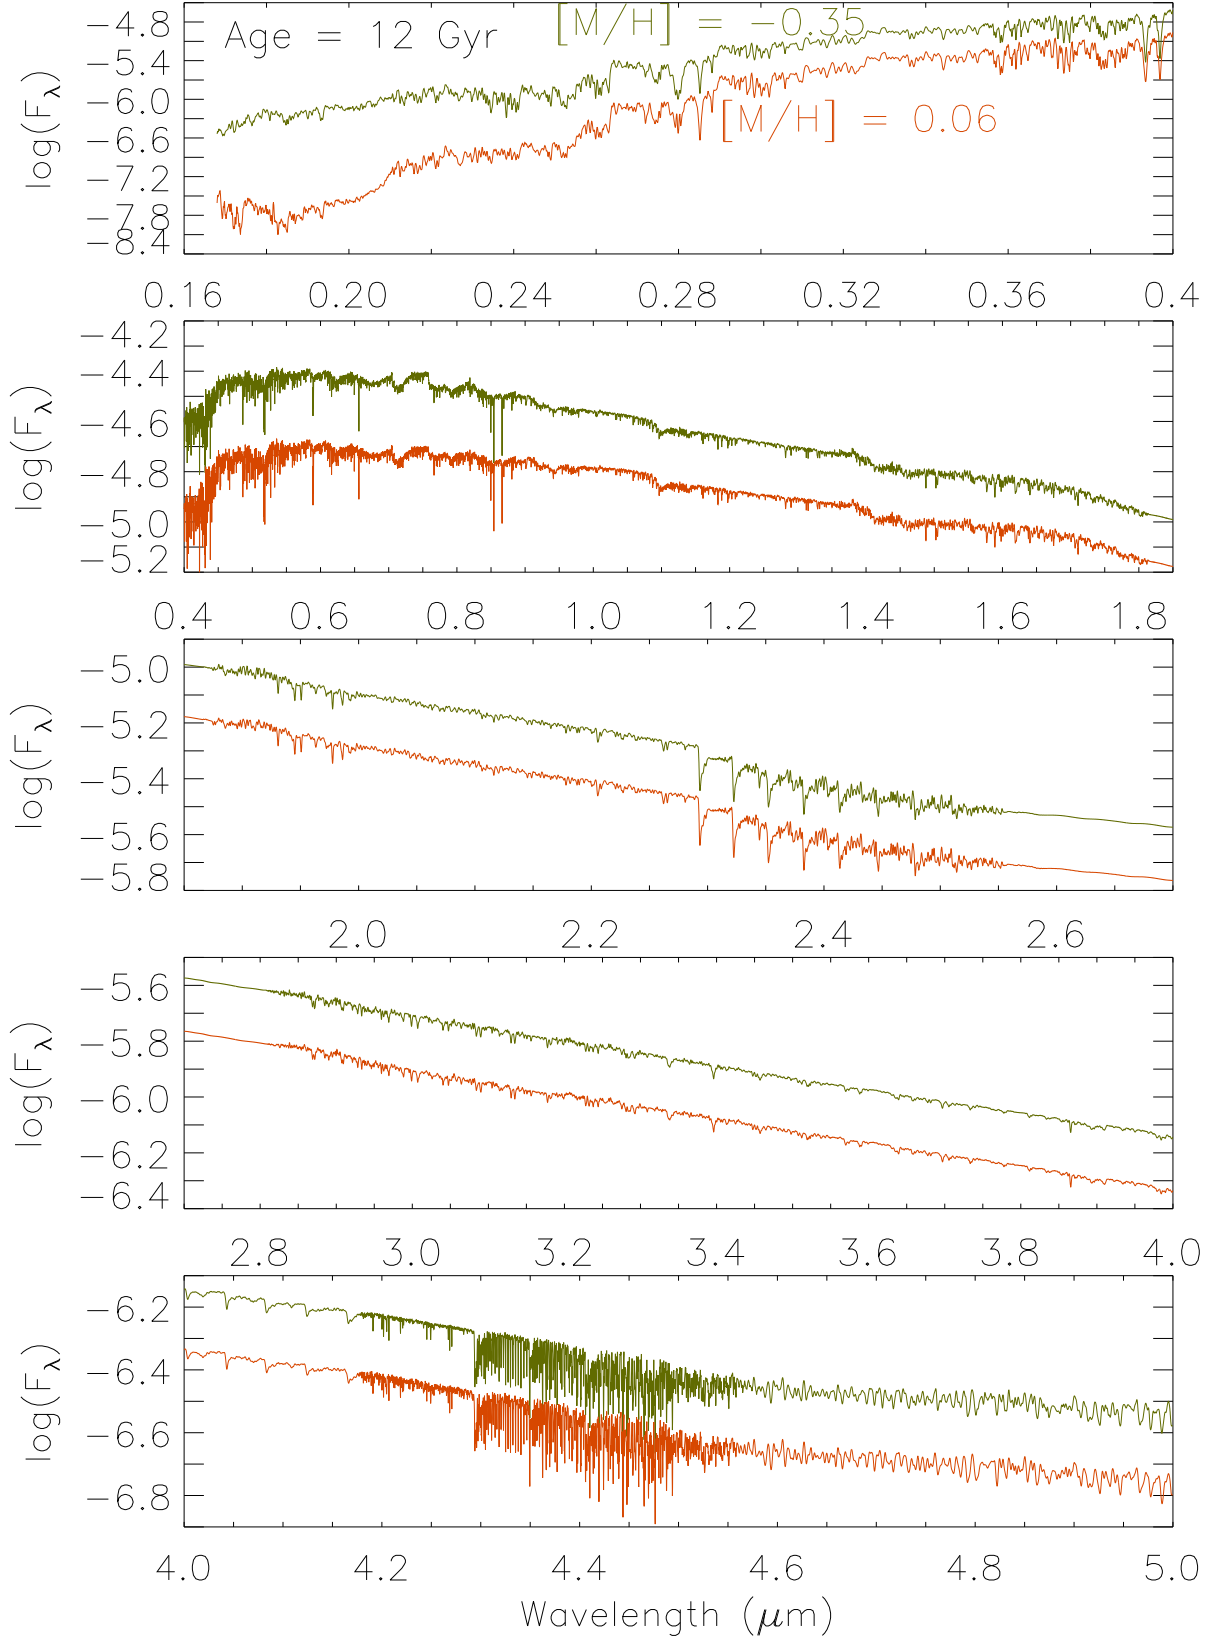 −4.8
−5.4
−6.0
−6.6
−7.2
−7.8
−8.4
log(Fλ)
Age = 12 Gyr
[M/H] = −0.35
[M/H] = 0.06
0.16 0.20 0.24 0.28 0.32 0.36 0.4
−4.2
−4.4
−4.6
−4.8
−5.0
−5.2
log(Fλ)
0.4 0.6 0.8 1.0 1.2 1.4 1.6 1.8
−5.0
−5.2
−5.4
−5.6
−5.8
log(Fλ)
2.0 2.2 2.4 2.6
−5.6
−5.8
−6.0
−6.2
−6.4
log(Fλ)
2.8 3.0 3.2 3.4 3.6 3.8 4.0
−6.2
−6.4
−6.6
−6.8
log(Fλ)
4.0 4.2 4.4 4.6 4.8 5.0
Wavelength (μm)